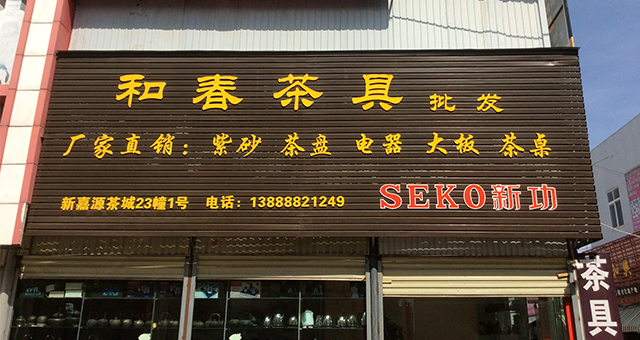 和春茶具 批发
厂家直销：紫砂 茶盘 电器 大板 茶桌
新嘉源茶城23幢1号 电话：13888821249 SEKO新功
茶具